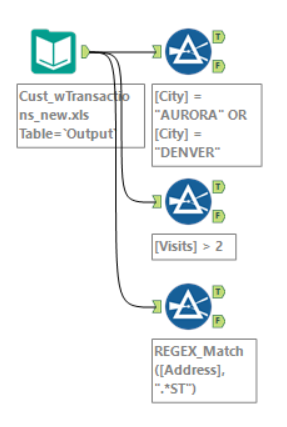 T
F
Cust_wTransactio
ns_new.xls
Table=`Output`
[City] =
"AURORA" OR
[City] =
"DENVER"
T
F
[Visits] > 2
T
F
REGEX_Match
([Address],
".*ST")